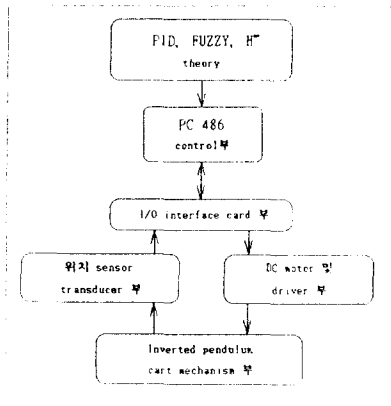 PID, FUZZY, H∞
theory
PC 486
control부
I/O interface card 부
위치 sensor
transducer 부
DC motor 및
driver 부
Inverted pendulum
cart mechanism 부